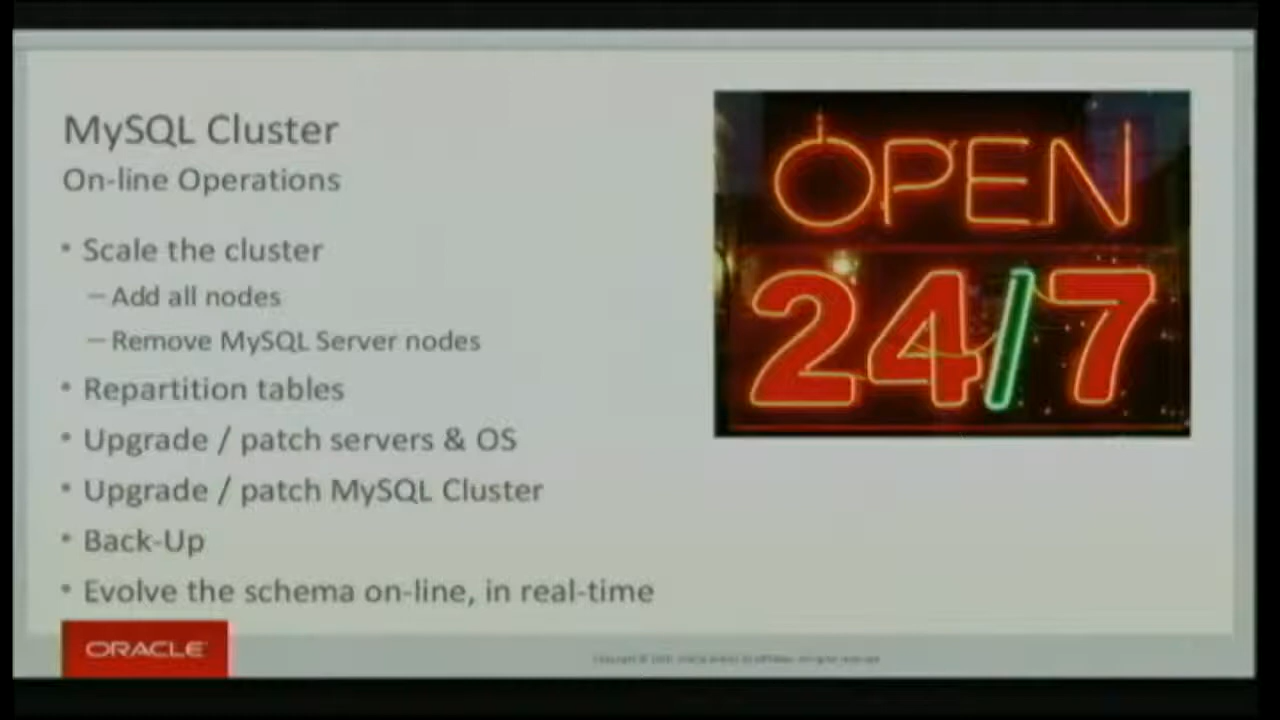 MySQL Cluster
On-line Operations
• Scale the cluster
– Add all nodes
– Remove MySQL Server nodes
• Repartition tables
• Upgrade / patch servers & OS
• Upgrade / patch MySQL Cluster
• Back-Up
• Evolve the schema on-line, in real-time
OPEN
24/7
ORACLE